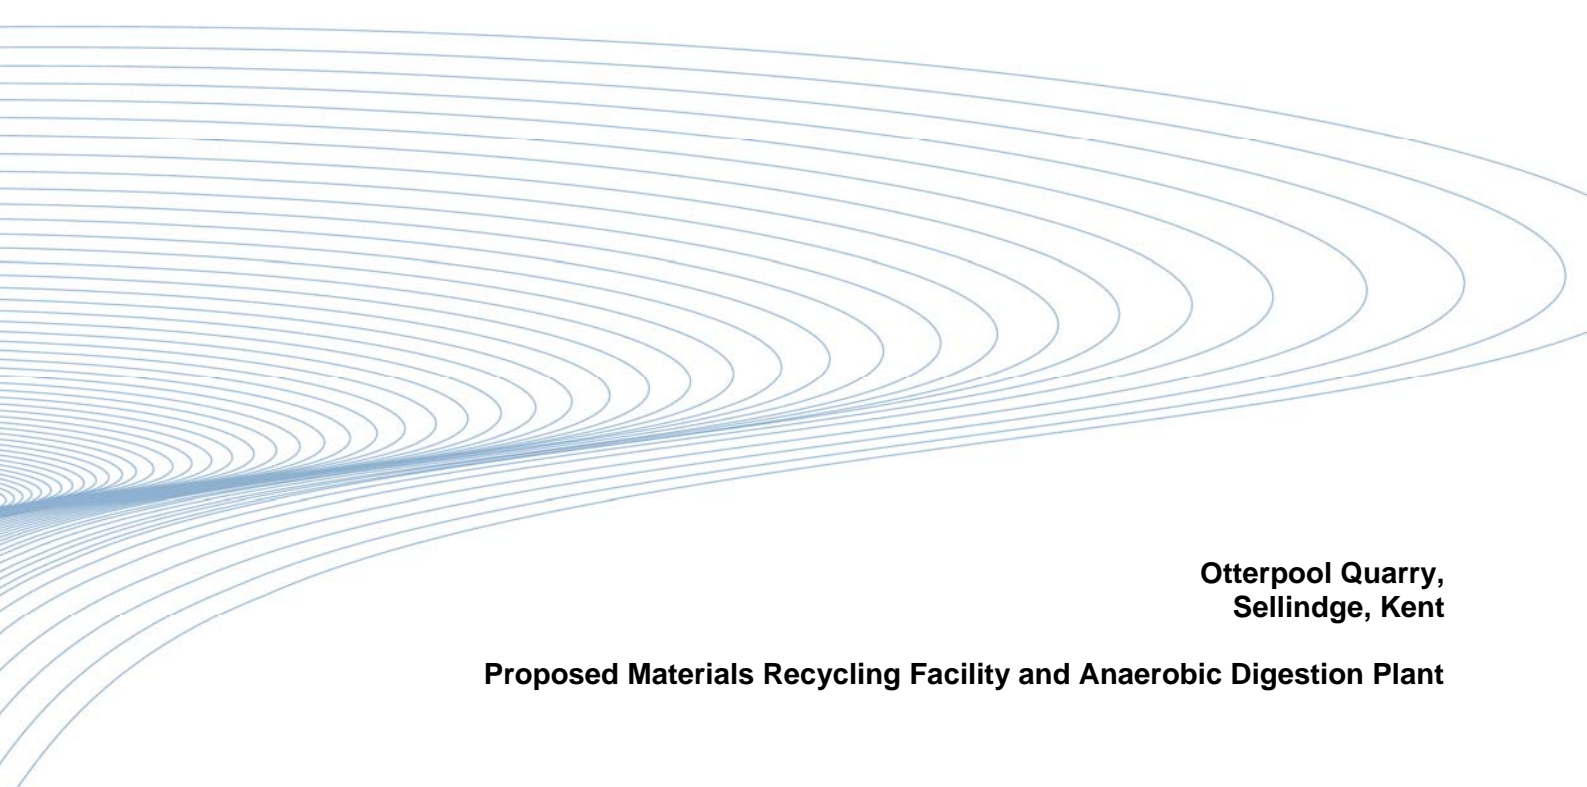 Otterpool Quarry,
Sellindge, Kent
Proposed Materials Recycling Facility and Anaerobic Digestion Plant